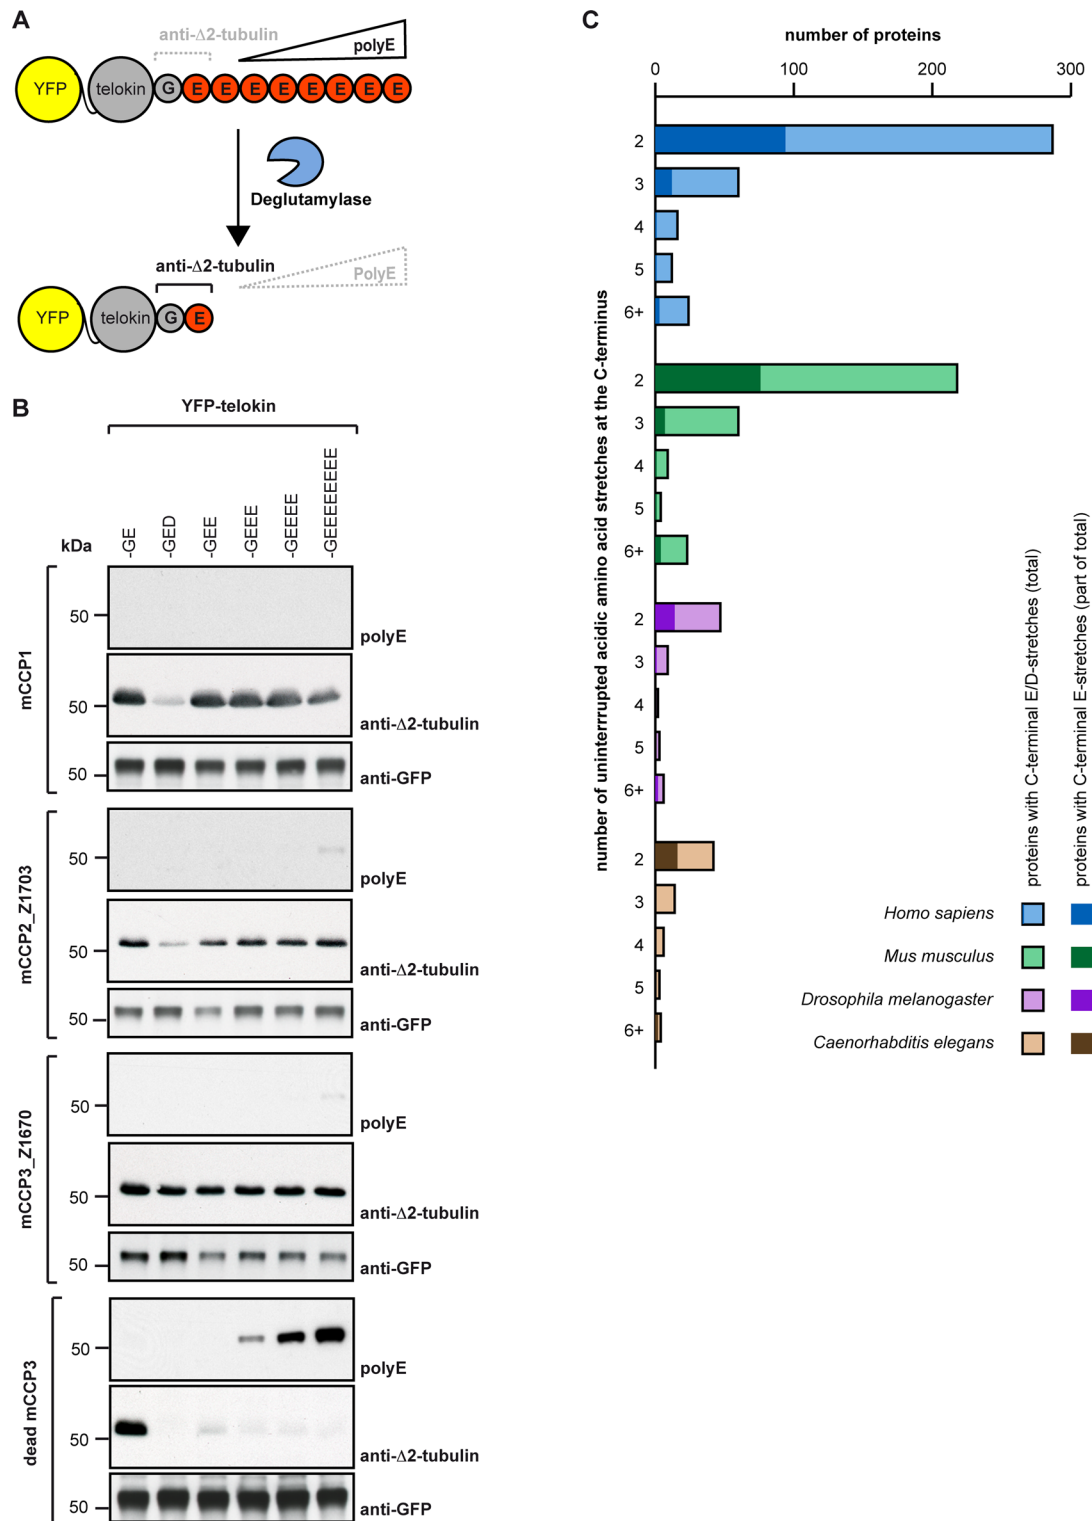 A
anti-Δ2-tubulin
polyE
YFP
telokin
G E E E E E E E E
Deglutamylase
anti-Δ2-tubulin
PolyE
YFP
telokin
G E
B
YFP-telokin
kDa
-GE
-GED
-GEE
-GEEE
-GEEEE
-GEEEEEEEEE
mCCP1
50
polyE
50
anti-Δ2-tubulin
50
anti-GFP
mCCP2_Z1703
50
polyE
50
anti-Δ2-tubulin
50
anti-GFP
mCCP3_Z1670
50
polyE
50
anti-Δ2-tubulin
50
anti-GFP
dead mCCP3
50
polyE
50
anti-Δ2-tubulin
50
anti-GFP
C
number of proteins
0 100 200 300
number of uninterrrupted acidic amino acid stretches at the C-terminus
2
3
4
5
6+
2
3
4
5
6+
2
3
4
5
6+
2
3
4
5
6+
proteins with C-terminal E/D-stretches (total)
proteins with C-terminal E-stretches (part of total)
Homo sapiens
Mus musculus
Drosophila melanogaster
Caenorhabditis elegans